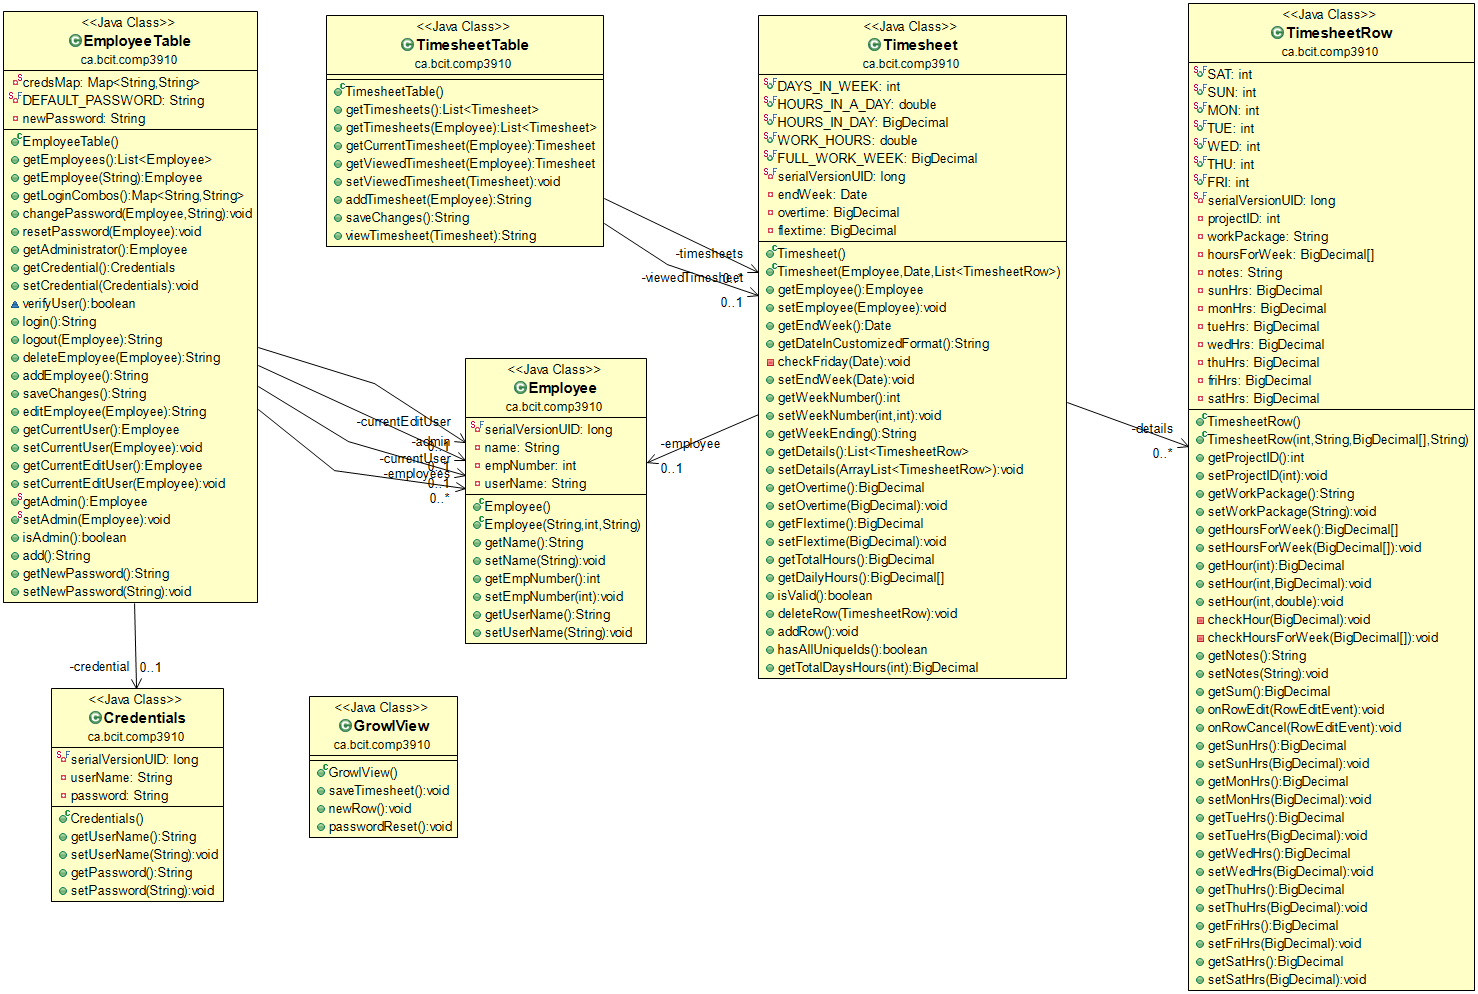 <<Java Class>>
EmployeeTable
ca.bcit.comp3910
credsMap: Map<String,String>
DEFAULT_PASSWORD: String
newPassword: String
EmployeeTable()
getEmployees():List<Employee>
getEmployee(String):Employee
getLoginCombos():Map<String,String>
changePassword(Employee,String):void
resetPassword(Employee):void
getAdministrator():Employee
getCredential():Credentials
setCredential(Credentials):void
verifyUser():boolean
login():String
logout(Employee):String
deleteEmployee(Employee):String
addEmployee():String
saveChanges():String
editEmployee(Employee):String
getCurrentUser():Employee
setCurrentUser(Employee):void
getCurrentEditUser():Employee
setCurrentEditUser(Employee):void
getAdmin():Employee
setAdmin(Employee):void
isAdmin():boolean
add():String
getNewPassword():String
setNewPassword(String):void
<<Java Class>>
TimesheetTable
ca.bcit.comp3910
TimesheetTable()
getTimesheets():List<Timesheet>
getTimesheets(Employee):List<Timesheet>
getCurrentTimesheet(Employee):Timesheet
getViewedTimesheet(Employee):Timesheet
setViewedTimesheet(Timesheet):void
addTimesheet(Employee):String
saveChanges():String
viewTimesheet(Timesheet):String
-timesheets
-viewedTimesheet
0..1
<<Java Class>>
Timesheet
ca.bcit.comp3910
DAYS_IN_WEEK: int
HOURS_IN_A_DAY: double
HOURS_IN_DAY: BigDecimal
WORK_HOURS: double
FULL_WORK_WEEK: BigDecimal
serialVersionUID: long
endWeek: Date
overtime: BigDecimal
flextime: BigDecimal
Timesheet()
Timesheet(Employee,Date,List<TimesheetRow>)
getEmployee():Employee
setEmployee(Employee):void
getEndWeek():Date
getDateInCustomizedFormat():String
checkFriday(Date):void
setEndWeek(Date):void
getWeekNumber():int
setWeekNumber(int,int):void
getWeekEnding():String
getDetails():List<TimesheetRow>
setDetails(ArrayList<TimesheetRow>):void
getOvertime():BigDecimal
setOvertime(BigDecimal):void
getFlextime():BigDecimal
setFlextime(BigDecimal):void
getTotalHours():BigDecimal
getDailyHours():BigDecimal[]
isValid():boolean
deleteRow(TimesheetRow):void
addRow():void
hasAllUniqueIds():boolean
getTotalDaysHours(int):BigDecimal
-details
0..*
<<Java Class>>
TimesheetRow
ca.bcit.comp3910
SAT: int
SUN: int
MON: int
TUE: int
WED: int
THU: int
FRI: int
serialVersionUID: long
projectID: int
workPackage: String
hoursForWeek: BigDecimal[]
notes: String
sunHrs: BigDecimal
monHrs: BigDecimal
tueHrs: BigDecimal
wedHrs: BigDecimal
thuHrs: BigDecimal
friHrs: BigDecimal
satHrs: BigDecimal
TimesheetRow()
TimesheetRow(int,String,BigDecimal[],String)
getProjectID():int
setProjectID(int):void
getWorkPackage():String
setWorkPackage(String):void
getHoursForWeek():BigDecimal[]
setHoursForWeek(BigDecimal[]):void
getHour(int):BigDecimal
setHour(int,BigDecimal):void
setHour(int,double):void
checkHour(BigDecimal):void
checkHoursForWeek(BigDecimal[]):void
getNotes():String
setNotes(String):void
getSum():BigDecimal
onRowEdit(RowEditEvent):void
onRowCancel(RowEditEvent):void
getSunHrs():BigDecimal
setSunHrs(BigDecimal):void
getMonHrs():BigDecimal
setMonHrs(BigDecimal):void
getTueHrs():BigDecimal
setTueHrs(BigDecimal):void
getWedHrs():BigDecimal
setWedHrs(BigDecimal):void
getThuHrs():BigDecimal
setThuHrs(BigDecimal):void
getFriHrs():BigDecimal
setFriHrs(BigDecimal):void
getSatHrs():BigDecimal
setSatHrs(BigDecimal):void
-currentEditUser
-admin
0..1
-currentUser
0..1
-employees
0..1
0..*
<<Java Class>>
Employee
ca.bcit.comp3910
serialVersionUID: long
name: String
empNumber: int
userName: String
Employee()
Employee(String,int,String)
getName():String
setName(String):void
getEmpNumber():int
setEmpNumber(int):void
getUserName():String
setUserName(String):void
-employee
0..1
-credential
0..1
<<Java Class>>
Credentials
ca.bcit.comp3910
serialVersionUID: long
userName: String
password: String
Credentials()
getUserName():String
setUserName(String):void
getPassword():String
setPassword(String):void
<<Java Class>>
GrowlView
ca.bcit.comp3910
GrowlView()
saveTimesheet():void
newRow():void
passwordReset():void